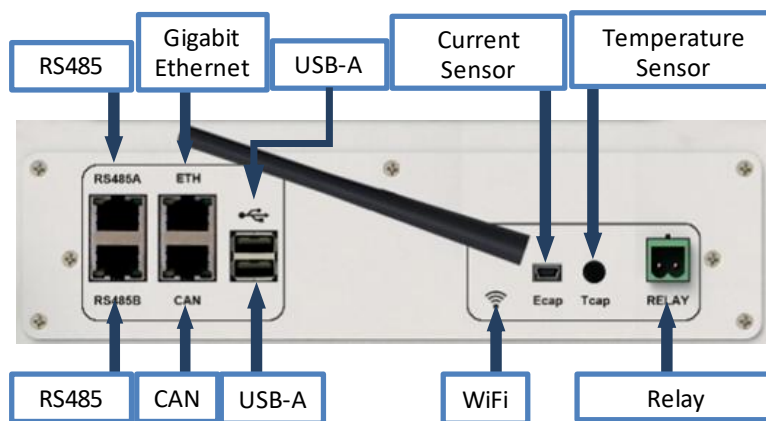 RS485
Gigabit
Ethernet
USB-A
Current
Sensor
Temperature
Sensor
RS485A
ETH
RS485B
CAN
Ecap
Tcap
RELAY
RS485
CAN
USB-A
WiFi
Relay